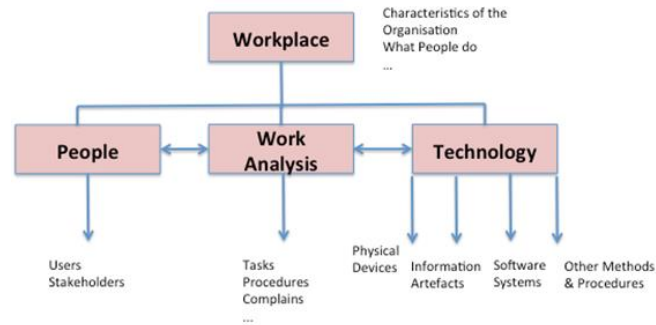 Workplace
Characteristics of the
Organisation
What People do
...
People
Work
Analysis
Technology
Users
Stakeholders
Tasks
Procedures
Complains
...
Physical
Devices
Information
Artefacts
Software
Systems
Other Methods
& Procedures